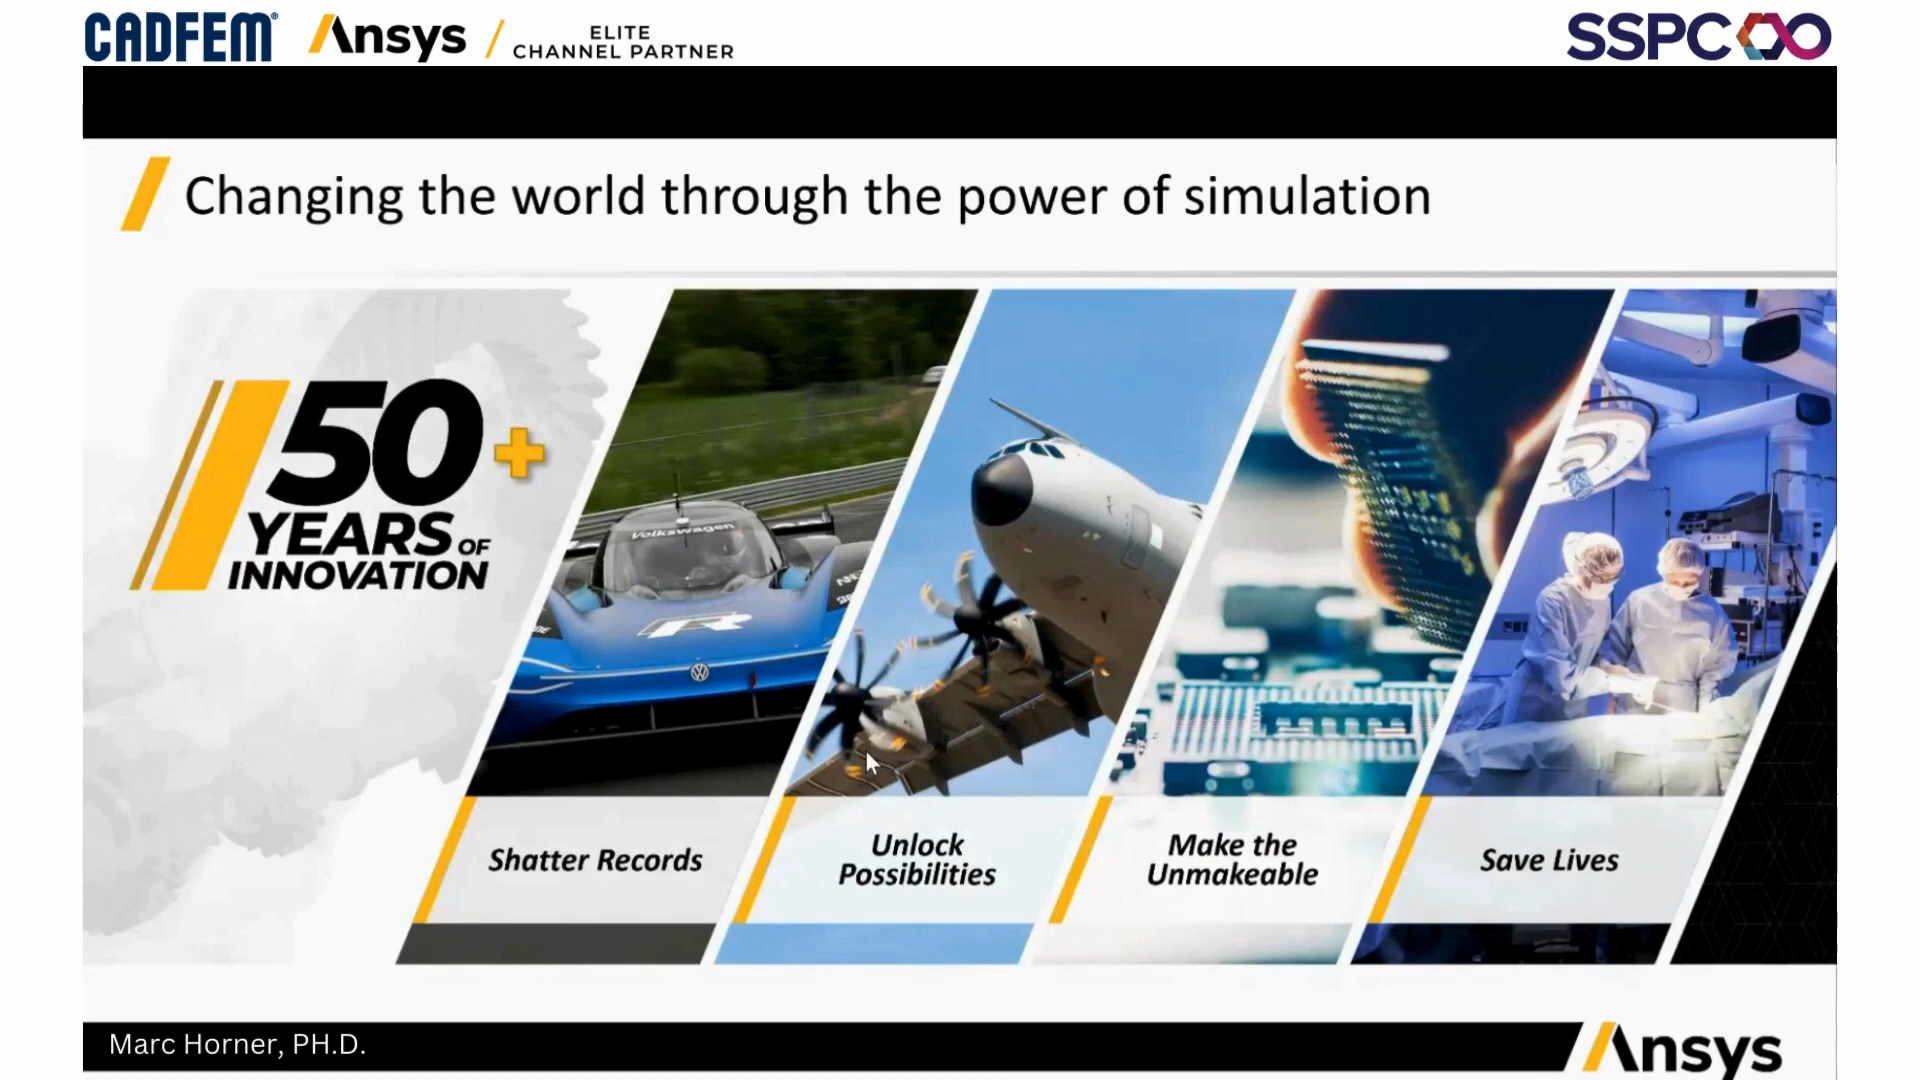 CADFEM®
Ansys
ELITE
CHANNEL PARTNER
SSPC
Changing the world through the power of simulation
50+
YEARS OF
INNOVATION
Volkswagen
R
Shatter Records
Unlock
Possibilities
Make the
Unmakeable
Save Lives
Marc Horner, PH.D.
Ansys